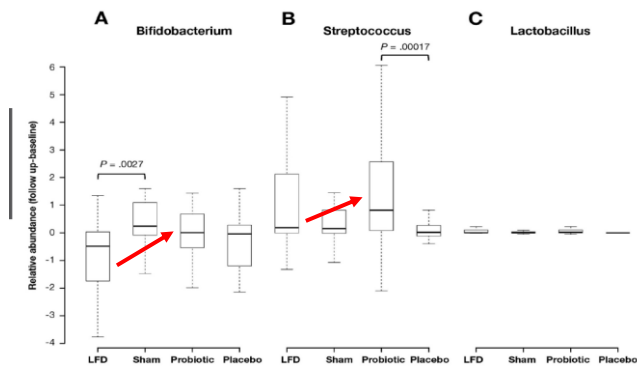 A
B
C
Bifidobacterium
Streptococcus
Lactobacillus
P = .00017
P = .0027
Relative abundance (follow up-baseline)
6
5
4
3
2
1
0
-1
-2
-3
-4
LFD Sham Probiotic Placebo
LFD Sham Probiotic Placebo
LFD Sham Probiotic Placebo